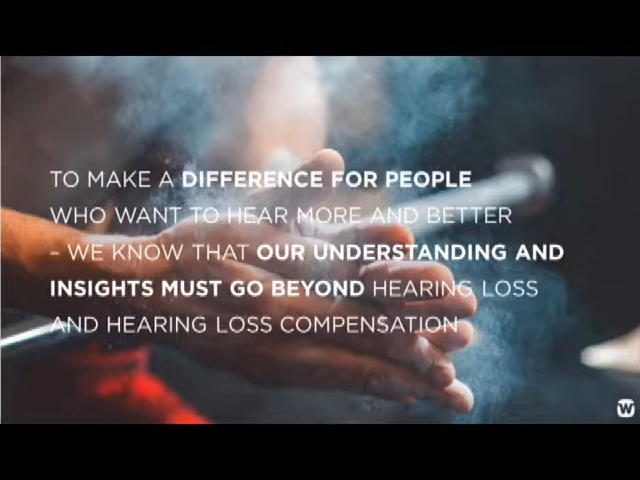 TO MAKE A DIFFERENCE FOR PEOPLE
WHO WANT TO HEAR MORE AND BETTER
– WE KNOW THAT OUR UNDERSTANDING AND
INSIGHTS MUST GO BEYOND HEARING LOSS
AND HEARING LOSS COMPENSATION
W